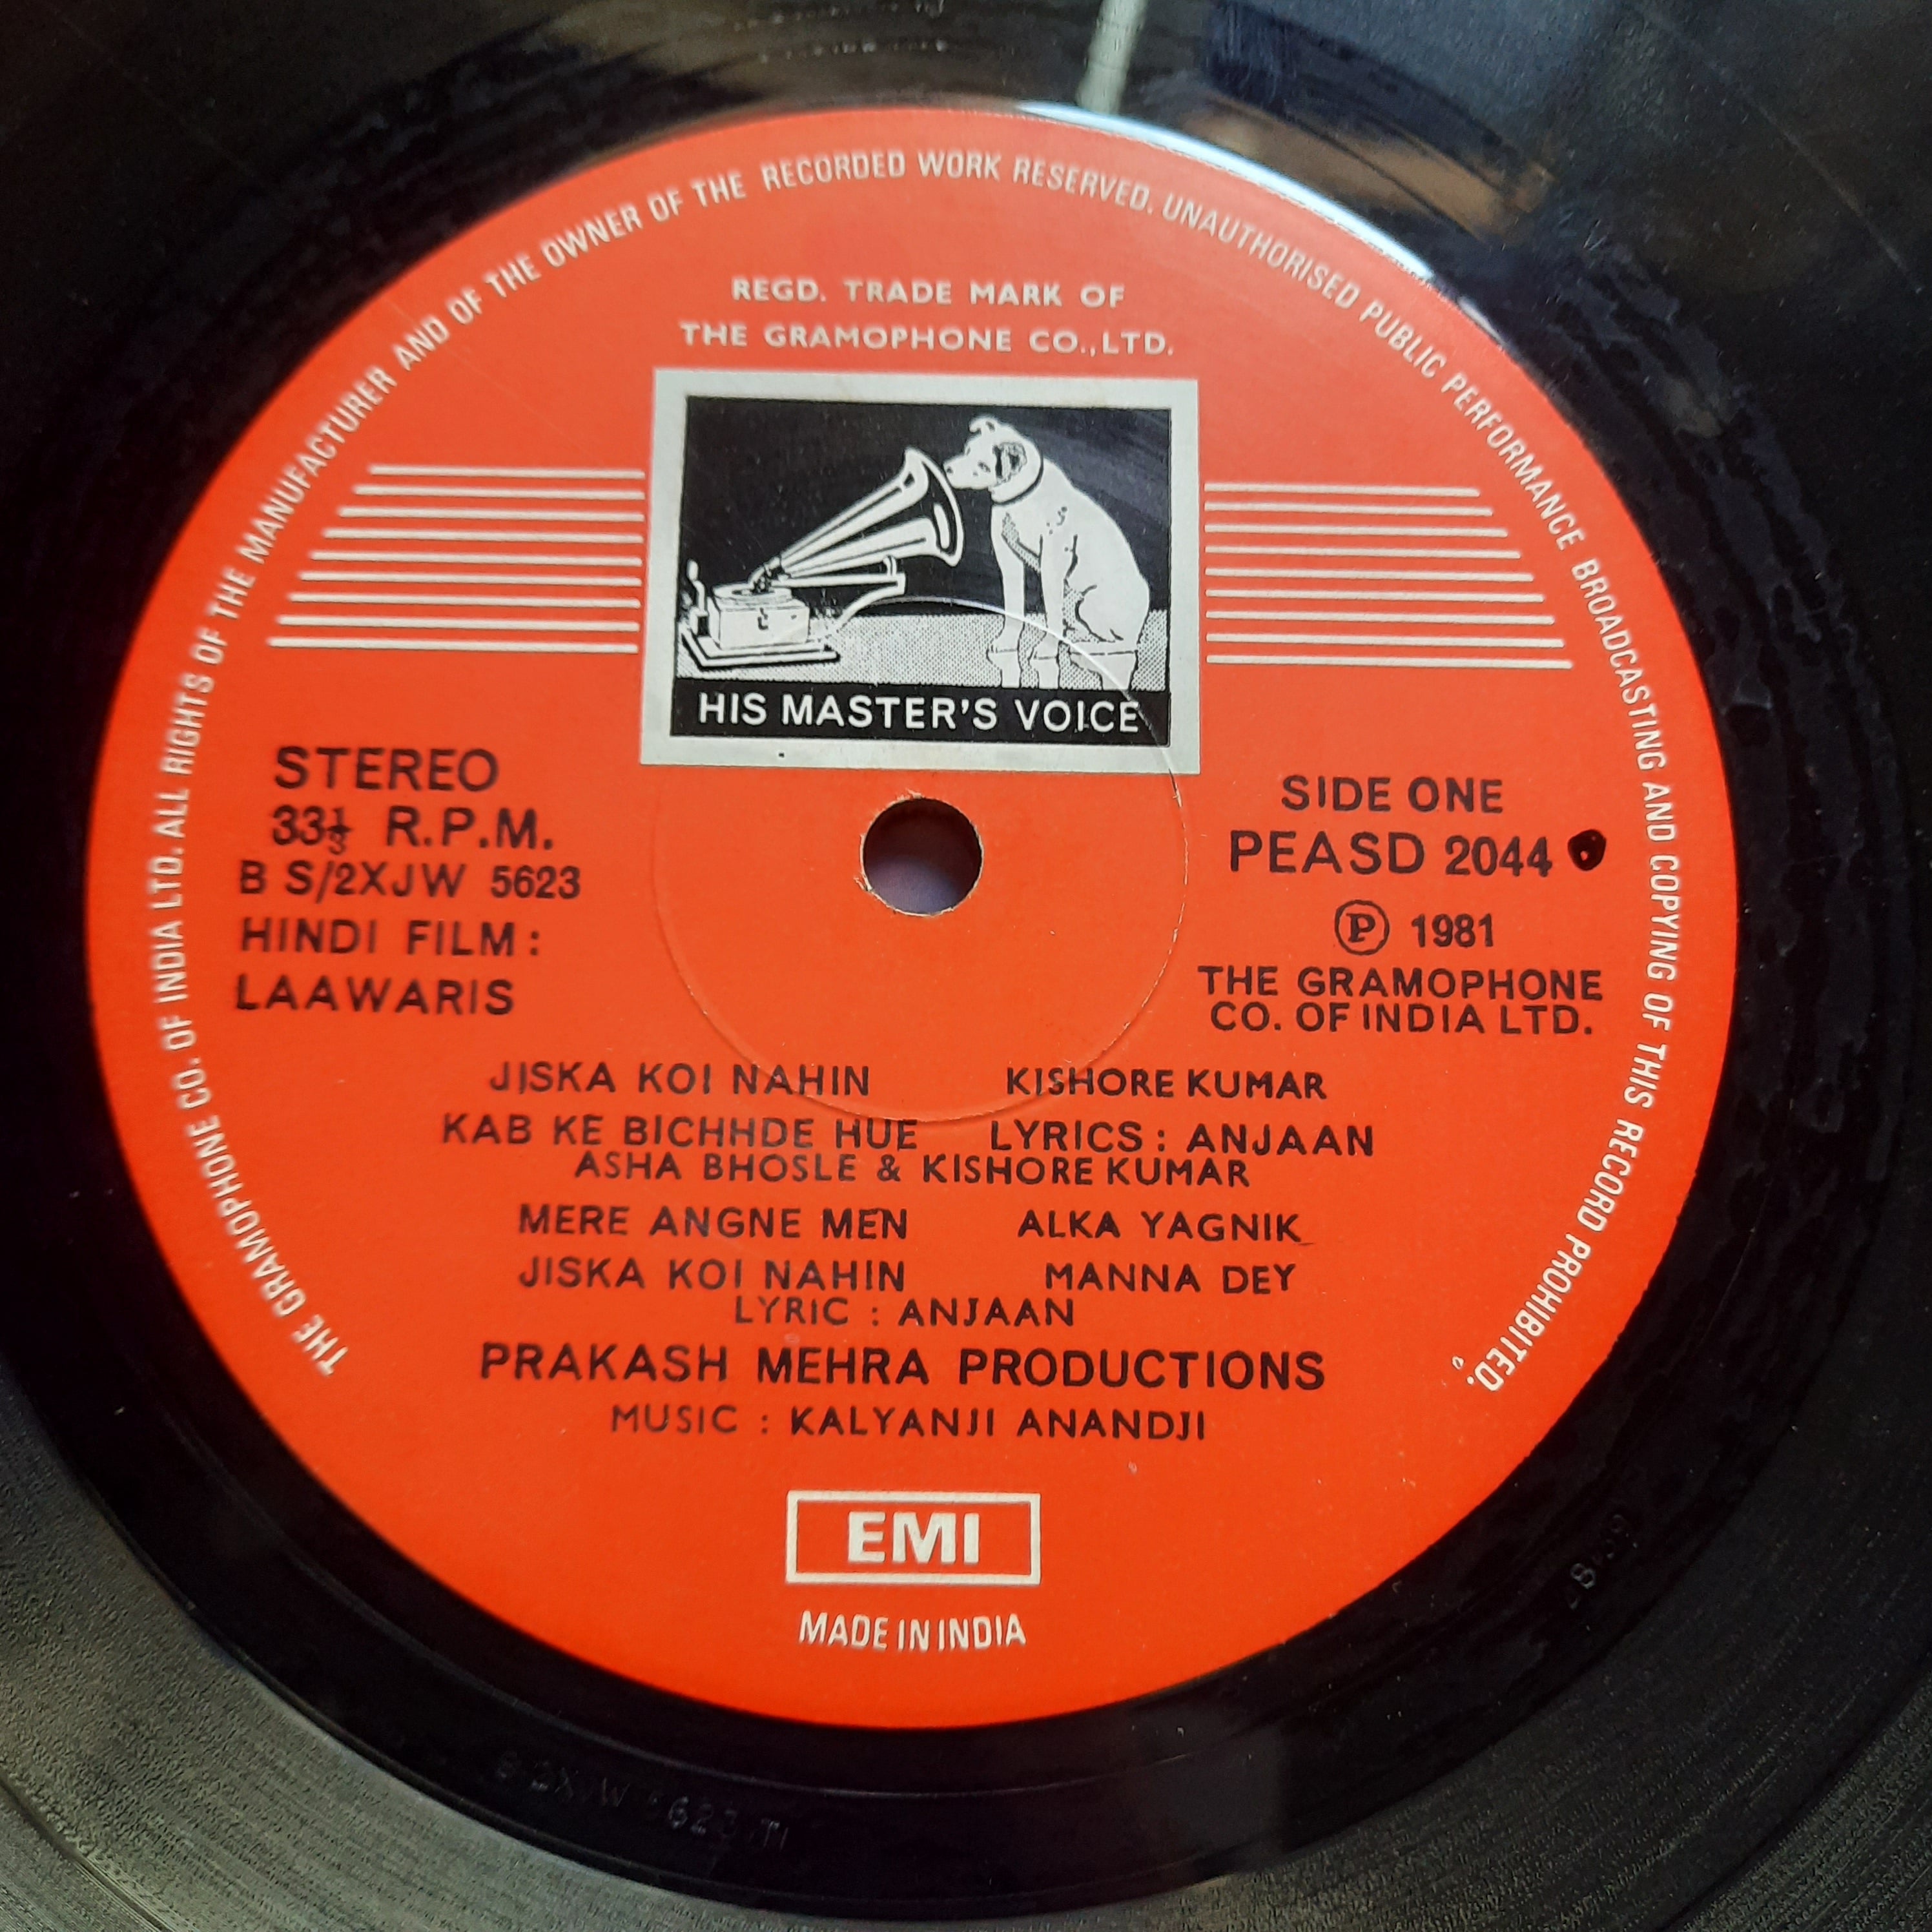 THE GRAMOPHONE CO. OF INDIA LTD. ALL RIGHTS OF THE MANUFACTURER AND OF THE OWNER OF THE RECORDED WORK RESERVED. UNAUTHORISED PUBLIC PERFORMANCE BROADCASTING AND COPYING OF THIS RECORD PROHIBITED.
REGD. TRADE MARK OF
THE GRAMOPHONE CO.,LTD.
HIS MASTER'S VOICE
STEREO
33⅓ R.P.M.
B S/2XJW 5623
HINDI FILM :
LAAWARIS
SIDE ONE
PEASD 2044
Ⓟ 1981
THE GRAMOPHONE
CO. OF INDIA LTD.
JISKA KOI NAHIN KISHORE KUMAR
KAB KE BICHHDE HUE LYRICS : ANJAAN
ASHA BHOSLE & KISHORE KUMAR
MERE ANGNE MEN ALKA YAGNIK
JISKA KOI NAHIN MANNA DEY
LYRIC : ANJAAN
PRAKASH MEHRA PRODUCTIONS
MUSIC : KALYANJI ANANDJI
EMI
MADE IN INDIA